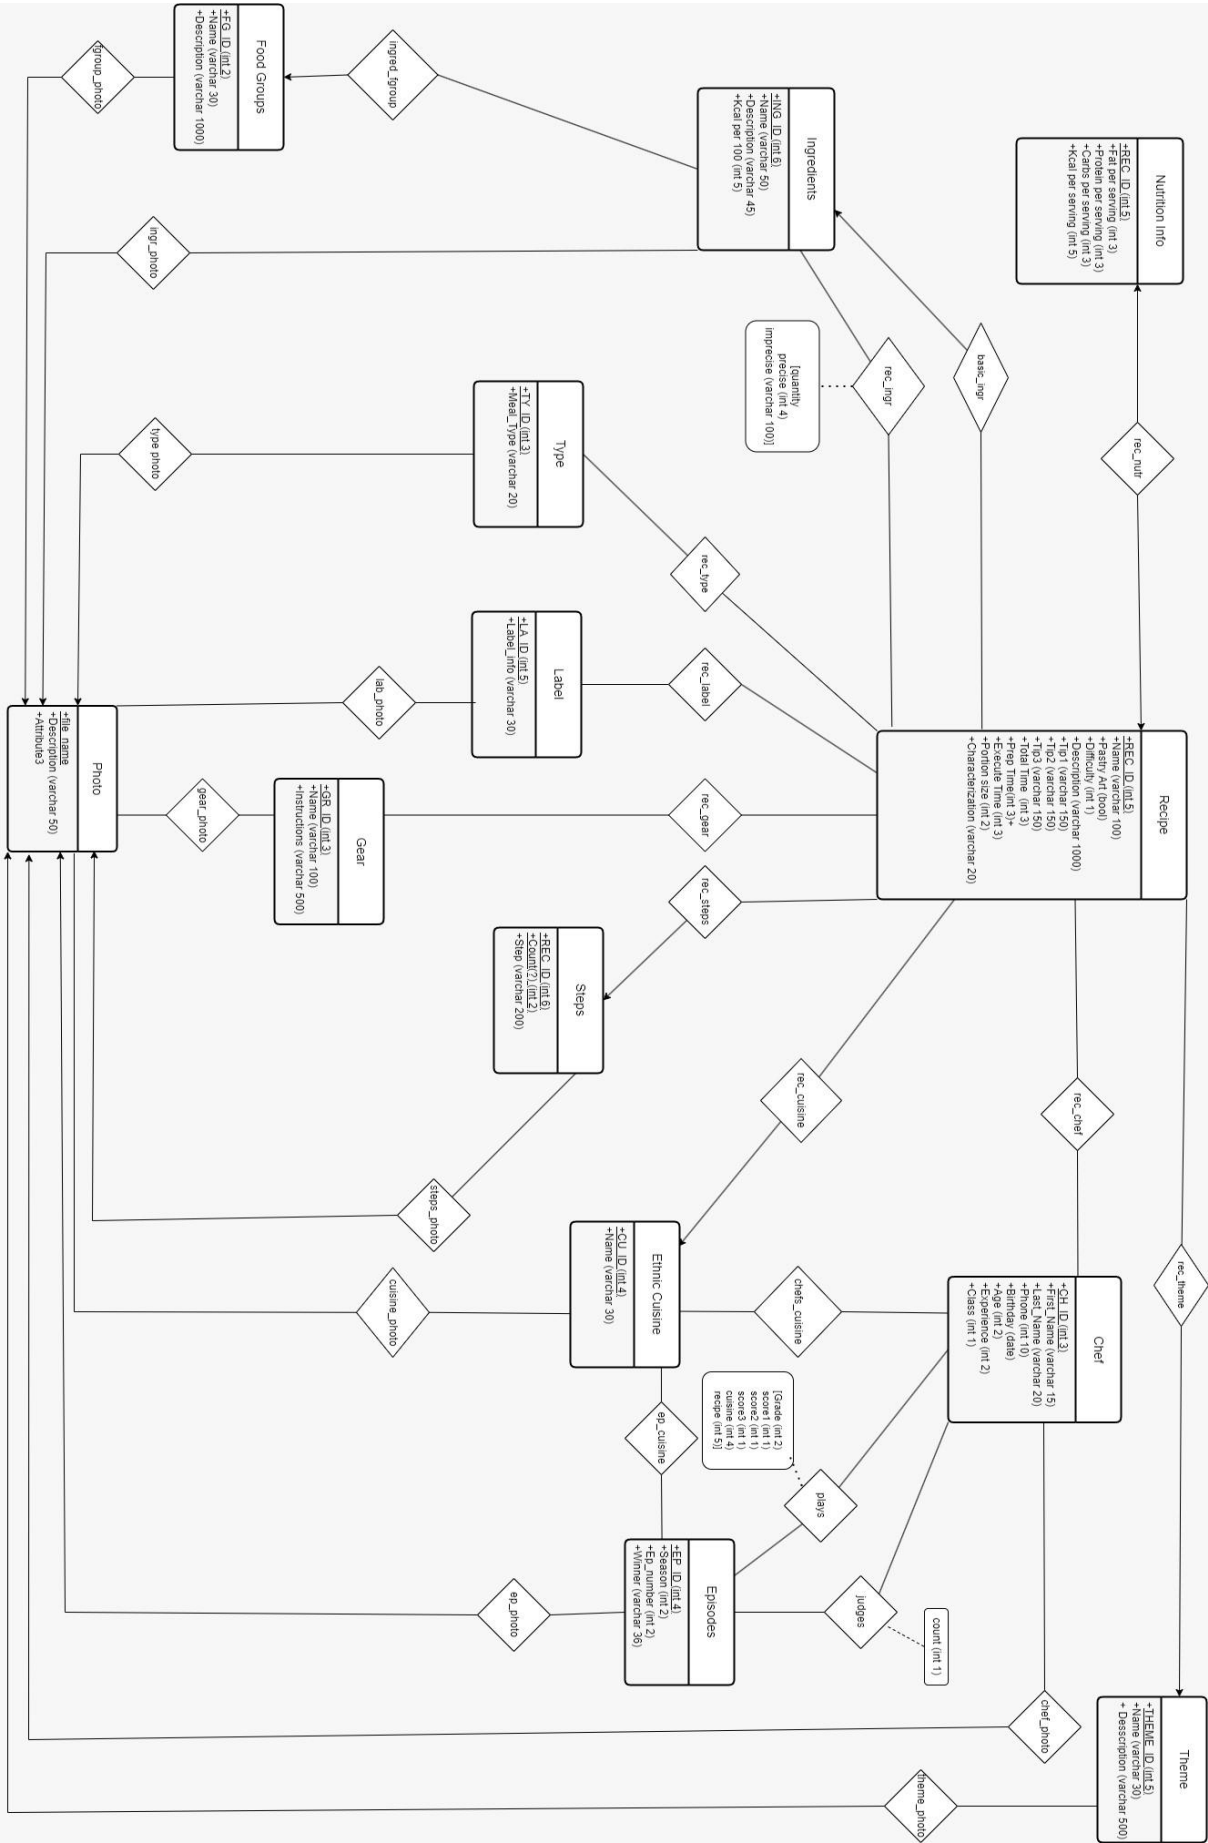 Nutrition Info
+REC_ID (int 5)
+Fat per serving (int 3)
+Protein per serving (int 3)
+Carbs per serving (int 3)
+Kcal per serving (int 5)
rec_nutr
Recipe
+REC_ID (int 5)
+Name (varchar 100)
+Pastry Art (bool)
+Difficulty (int 1)
+Description (varchar 1000)
+Tip1 (varchar 150)
+Tip2 (varchar 150)
+Tip3 (varchar 150)
+Total Time (int 3)
+Prep Time(int 3)+
+Execute Time (int 3)
+Portion size (int 2)
+Characterization (varchar 20)
rec_theme
Theme
+THEME_ID (int 5)
+Name (varchar 30)
+ Desscription (varchar 500)
rec_chef
Chef
+CH_ID (int 3)
+First_Name (varchar 15)
+Last_Name (varchar 20)
+Phone (int 10)
+Birthday (date)
+Age (int 2)
+Experience (int 2)
+Class (int 1)
chef_photo
theme_photo
basic_ingr
rec_ingr
[quantity
precise (int 4)
imprecise (varchar 100)]
Ingredients
+ING_ID (int 6)
+Name (varchar 50)
+Description (varchar 45)
+Kcal per 100 (int 5)
rec_type
rec_label
rec_gear
rec_steps
rec_cuisine
chefs_cuisine
plays
[Grade (int 2)
score1 (int 1)
score2 (int 1)
score3 (int 1)
cuisine (int 4)
recipe (int 5)]
judges
count (int 1)
Type
+TY_ID (int 3)
+Meal_Type (varchar 20)
Label
+LA_ID (int 5)
+Label_info (varchar 30)
Steps
+REC_ID (int 6)
+Count(?) (int 2)
+Step (varchar 200)
Ethnic Cuisine
+CU_ID (int 4)
+Name (varchar 30)
ep_cuisine
Episodes
+EP_ID (int 4)
+Season (int 2)
+Ep_number (int 2)
+Winner (varchar 36)
ingred_fgroup
Food Groups
+FG_ID (int 2)
+Name (varchar 30)
+Description (varchar 1000)
Gear
+GR_ID (int 3)
+Name (varchar 100)
+Instructions (varchar 500)
fgroup_photo
ingr_photo
type photo
lab_photo
gear_photo
steps_photo
cuisine_photo
ep_photo
Photo
+file_name
+Description (varchar 50)
+Attribute3